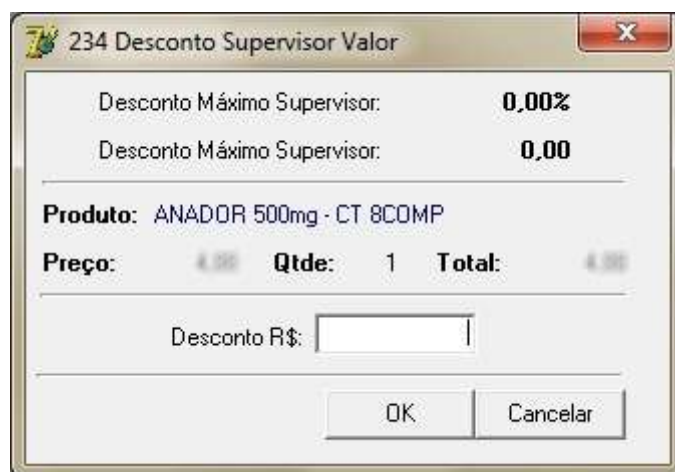 234 Desconto Supervisor Valor
Desconto Máximo Supervisor: 0,00%
Desconto Máximo Supervisor: 0,00
Produto: ANADOR 500mg - CT 8COMP
Preço: Qtde: 1 Total:
Desconto R$:
OK Cancelar